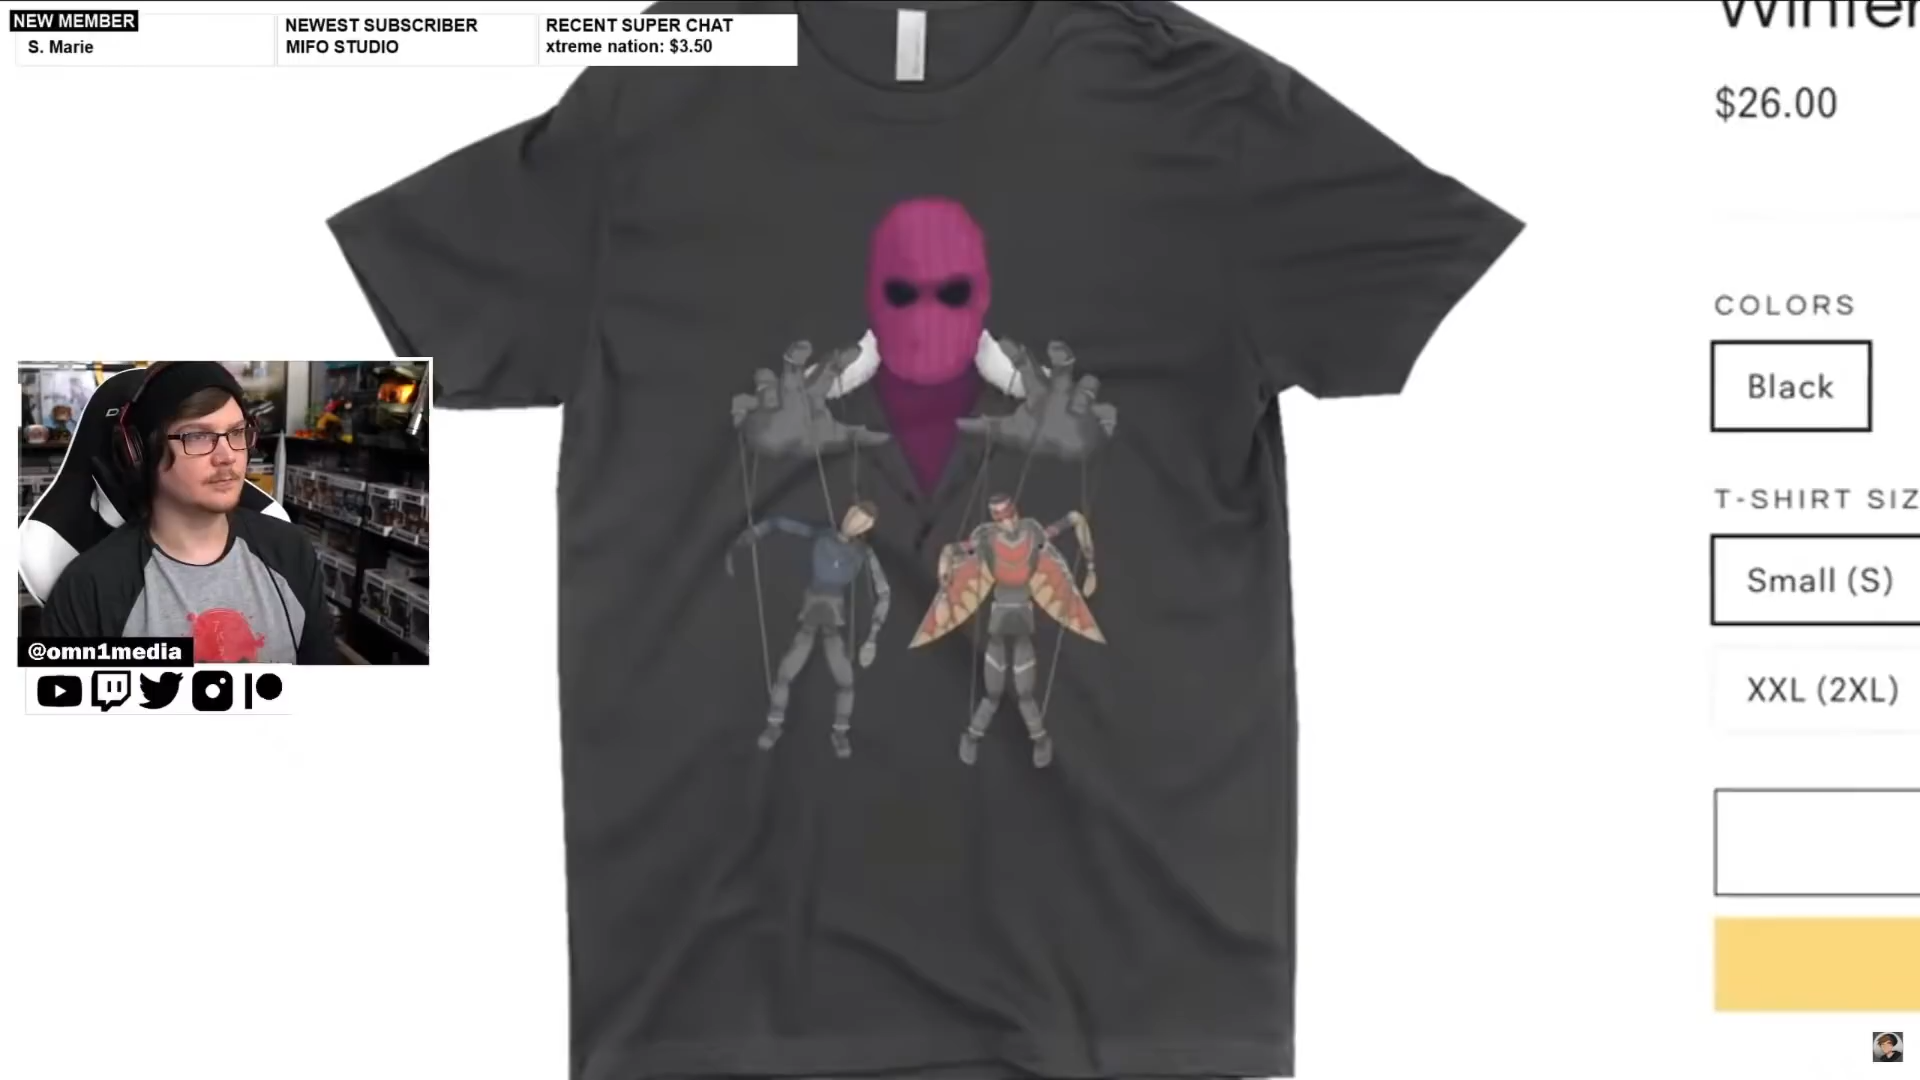 NEW MEMBER
S. Marie
NEWEST SUBSCRIBER
MIFO STUDIO
RECENT SUPER CHAT
xtreme nation: $3.50
$26.00
COLORS
Black
T-SHIRT SIZ
Small (S)
XXL (2XL)
@omn1media